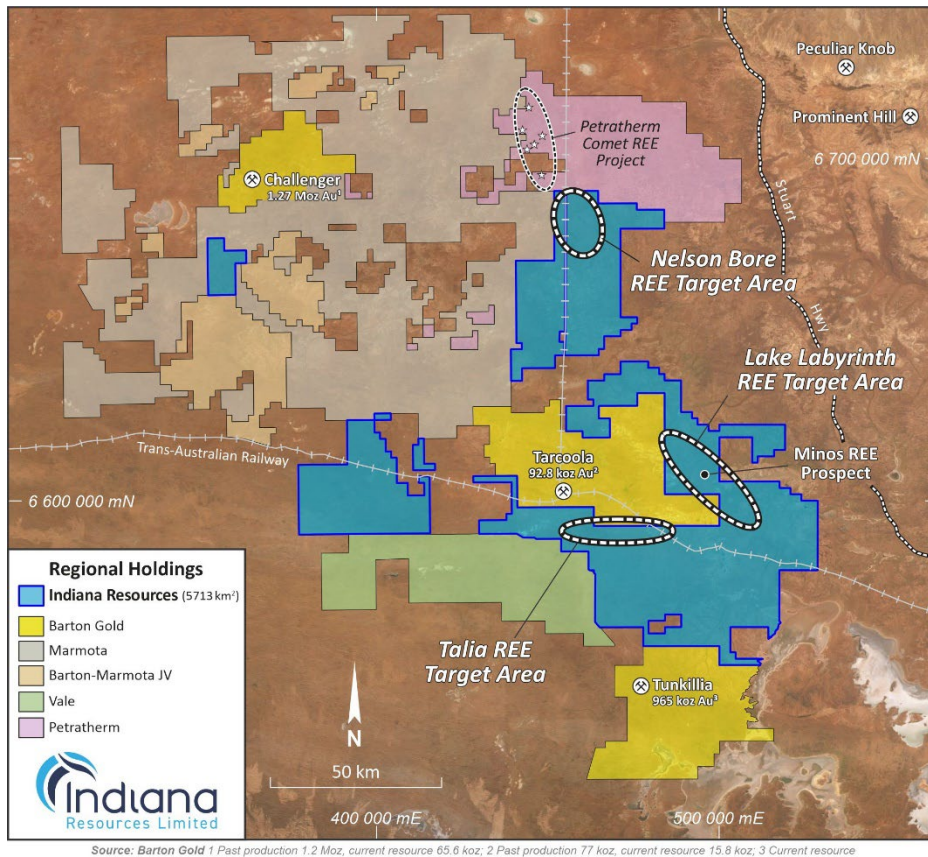 Peculiar Knob
Prominent Hill
6 700 000 mN
Petratherm
Comet REE
Project
Challenger
1.27 Moz Au¹
Stuart
Hwy
Nelson Bore
REE Target Area
Lake Labyrinth
REE Target Area
Trans-Australian Railway
Tarcoola
92.8 koz Au²
Minos REE
Prospect
6 600 000 mN
Regional Holdings
Indiana Resources (5713 km²)
Barton Gold
Marmota
Barton-Marmota JV
Vale
Petratherm
Talia REE
Target Area
Tunkillia
965 koz Au³
N
50 km
400 000 mE
500 000 mE
Indiana
Resources Limited
Source: Barton Gold 1 Past production 1.2 Moz, current resource 65.6 koz; 2 Past production 77 koz, current resource 15.8 koz; 3 Current resource